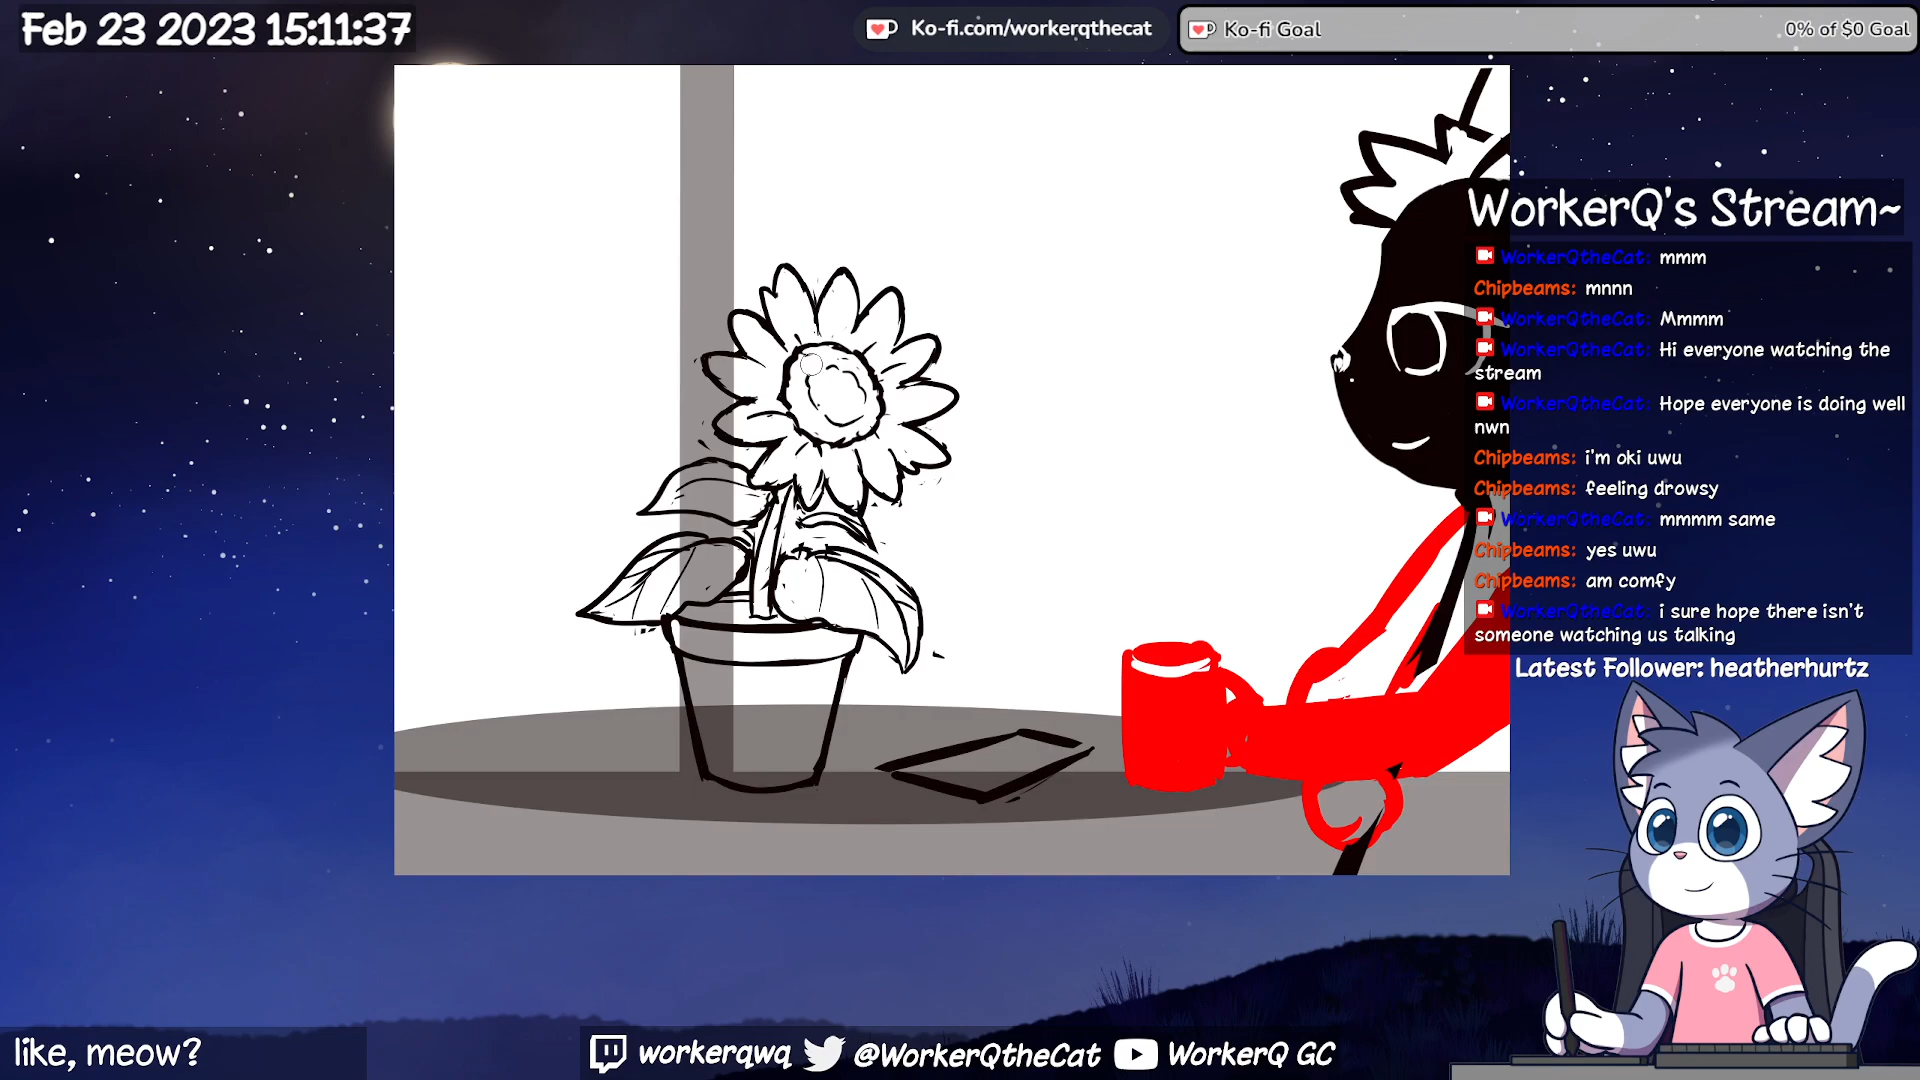 Feb 23 2023 15:11:37
Ko-fi.com/workerqthecat
Ko-fi Goal
0% of $0 Goal
WorkerQ's Stream~
WorkerQtheCat: mmm
Chipbeams: mnnn
WorkerQtheCat: Mmmm
WorkerQtheCat: Hi everyone watching the
stream
WorkerQtheCat: Hope everyone is doing well
nwn
Chipbeams: i'm oki uwu
Chipbeams: feeling drowsy
WorkerQtheCat: mmmm same
Chipbeams: yes uwu
Chipbeams: am comfy
WorkerQtheCat: i sure hope there isn't
someone watching us talking
Latest Follower: heatherhurtz
like, meow?
workerqwq
@WorkerQtheCat
WorkerQ GC